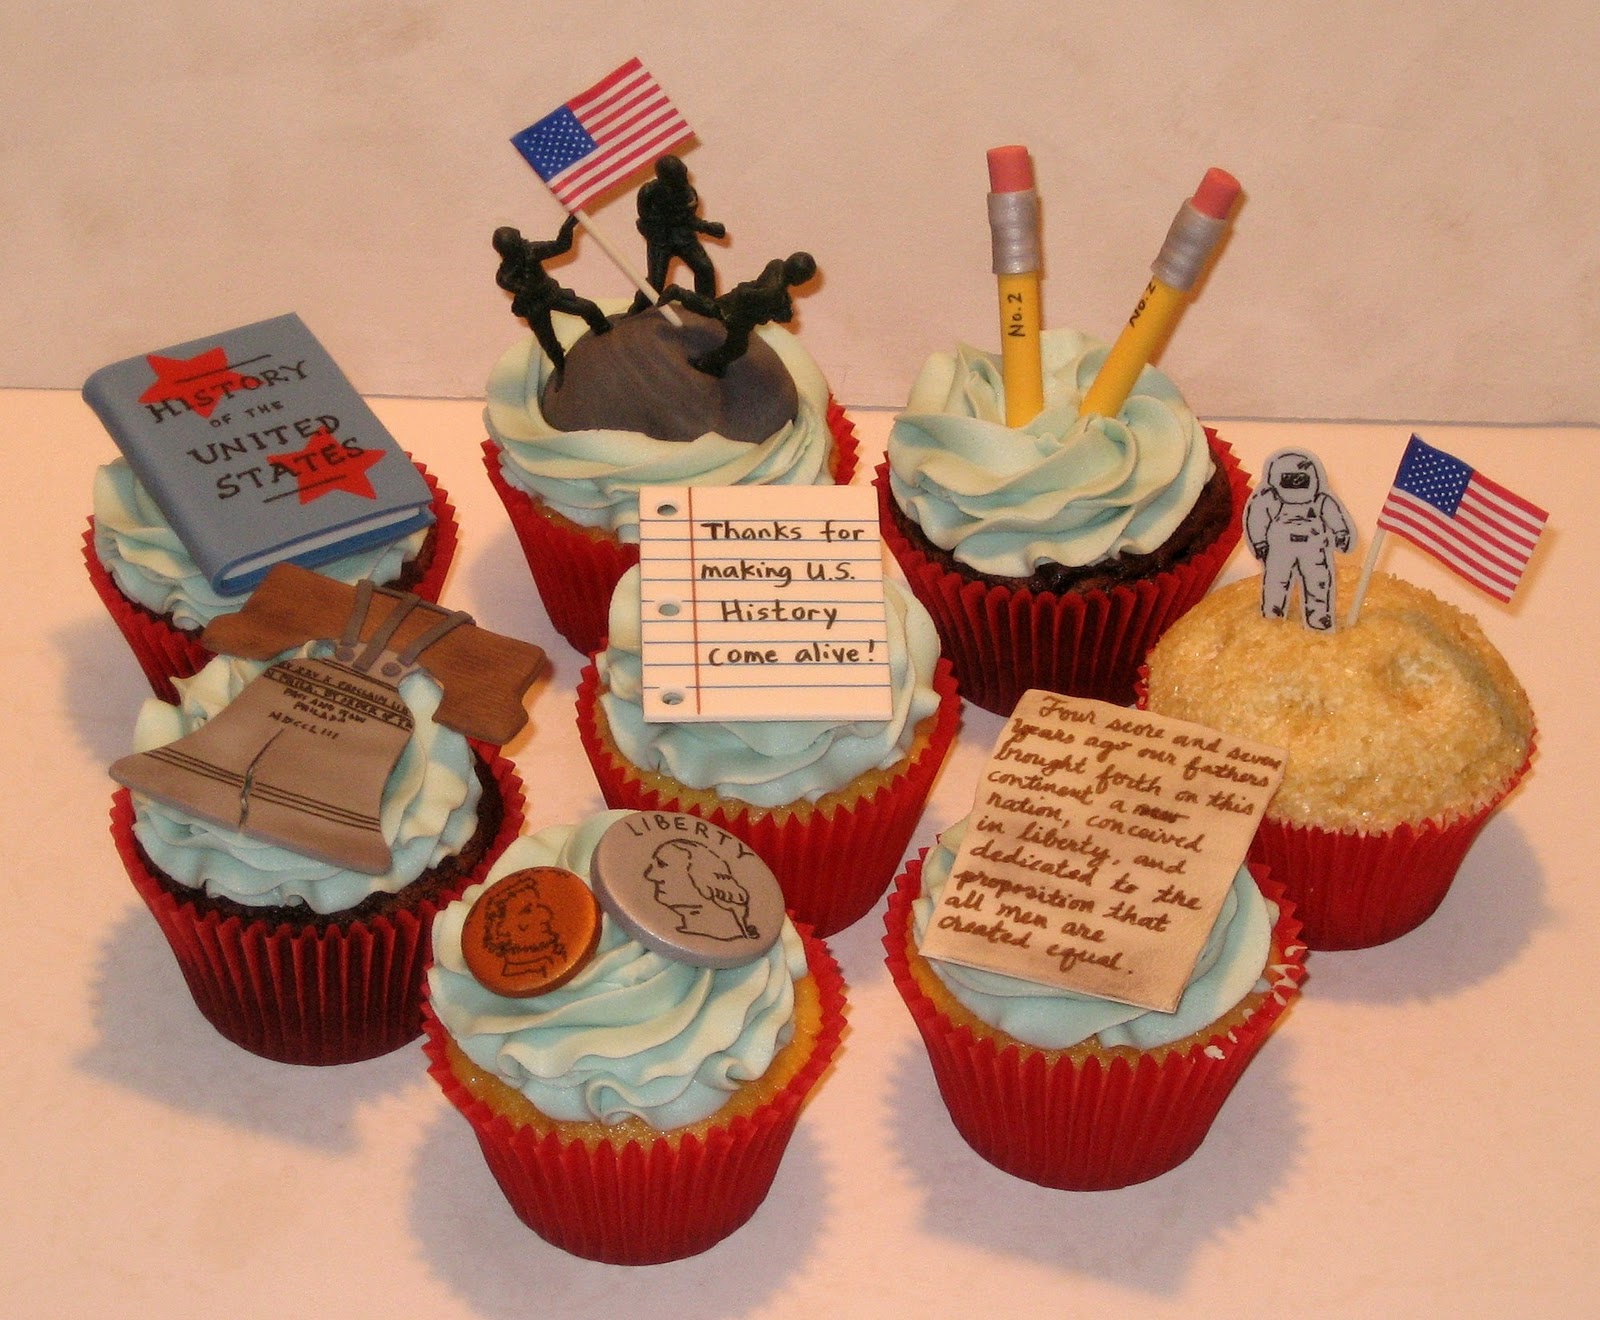 HISTORY
OF THE
UNITED
STATES
No. 2
No. 2
Thanks for
making U.S.
History
come alive!
PHILADA
MDCCLIII
LIBERTY
Four score and seven
years ago our fathers
brought forth on this
continent a new
nation, conceived
in liberty, and
dedicated to the
proposition that
all men are
created equal.